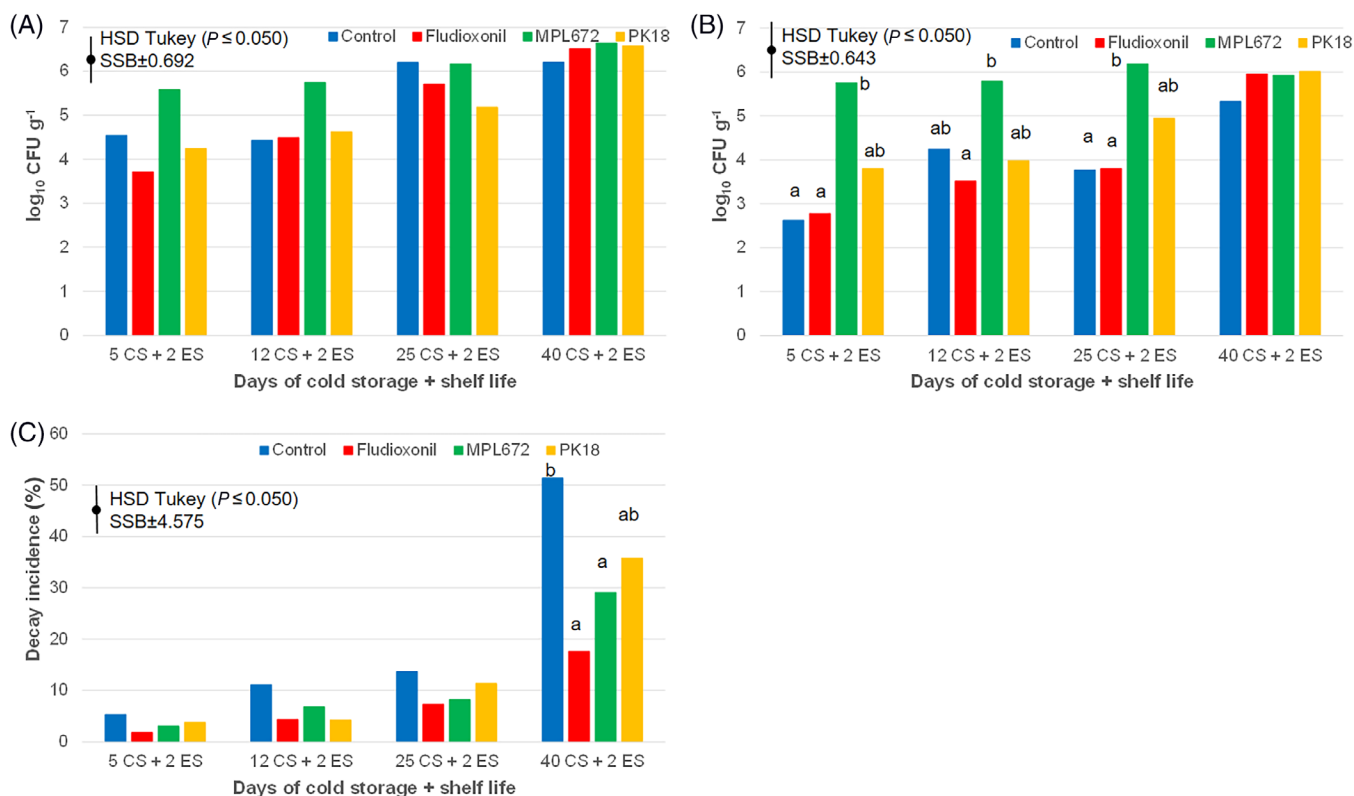 (A)
HSD Tukey (P ≤ 0.050)
SSB±0.692
Control Fludioxonil MPL672 PK18
log10 CFU g-1
7
6
5
4
3
2
1
0
5 CS + 2 ES 12 CS + 2 ES 25 CS + 2 ES 40 CS + 2 ES
Days of cold storage + shelf life
(B)
HSD Tukey (P ≤ 0.050)
SSB±0.643
Control Fludioxonil MPL672 PK18
log10 CFU g-1
7
6
5
4
3
2
1
0
a a b ab
ab a b ab
a a b ab
5 CS + 2 ES 12 CS + 2 ES 25 CS + 2 ES 40 CS + 2 ES
Days of cold storage + shelf life
(C)
Control Fludioxonil MPL672 PK18
HSD Tukey (P ≤ 0.050)
SSB±4.575
Decay incidence (%)
60
50
40
30
20
10
0
b a a ab
5 CS + 2 ES 12 CS + 2 ES 25 CS + 2 ES 40 CS + 2 ES
Days of cold storage + shelf life